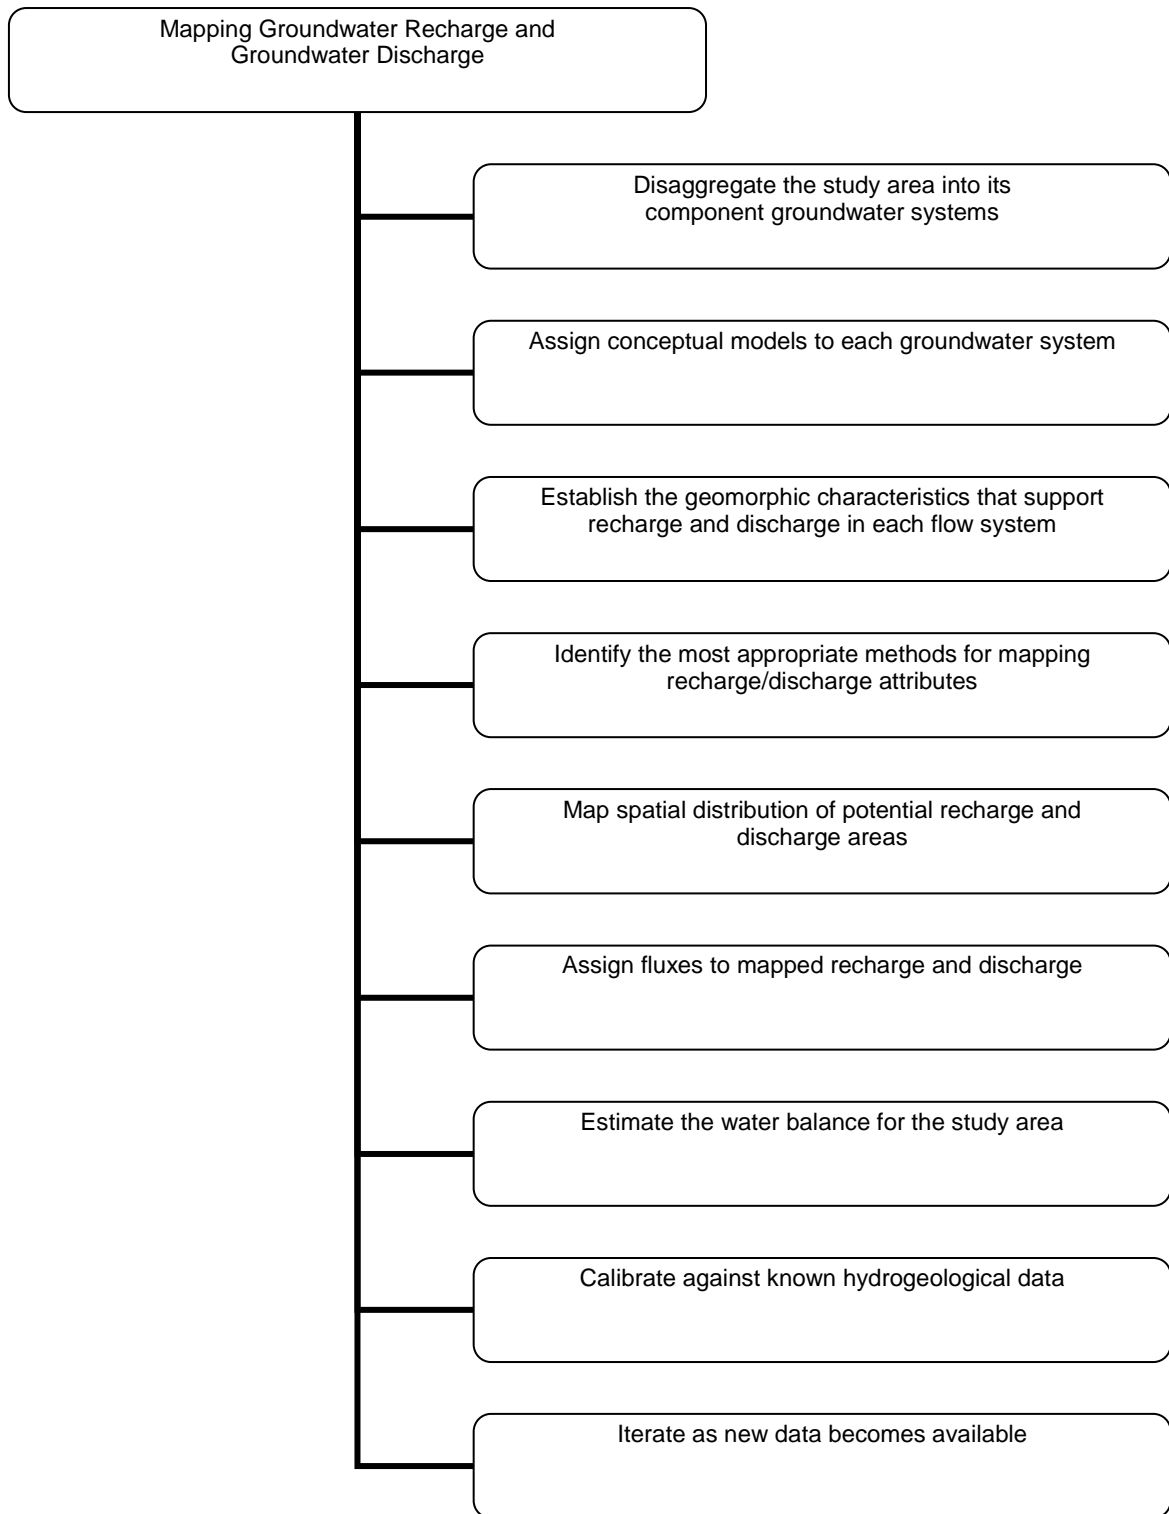 Mapping Groundwater Recharge and
Groundwater Discharge
Disaggregate the study area into its
component groundwater systems
Assign conceptual models to each groundwater system
Establish the geomorphic characteristics that support
recharge and discharge in each flow system
Identify the most appropriate methods for mapping
recharge/discharge attributes
Map spatial distribution of potential recharge and
discharge areas
Assign fluxes to mapped recharge and discharge
Estimate the water balance for the study area
Calibrate against known hydrogeological data
Iterate as new data becomes available